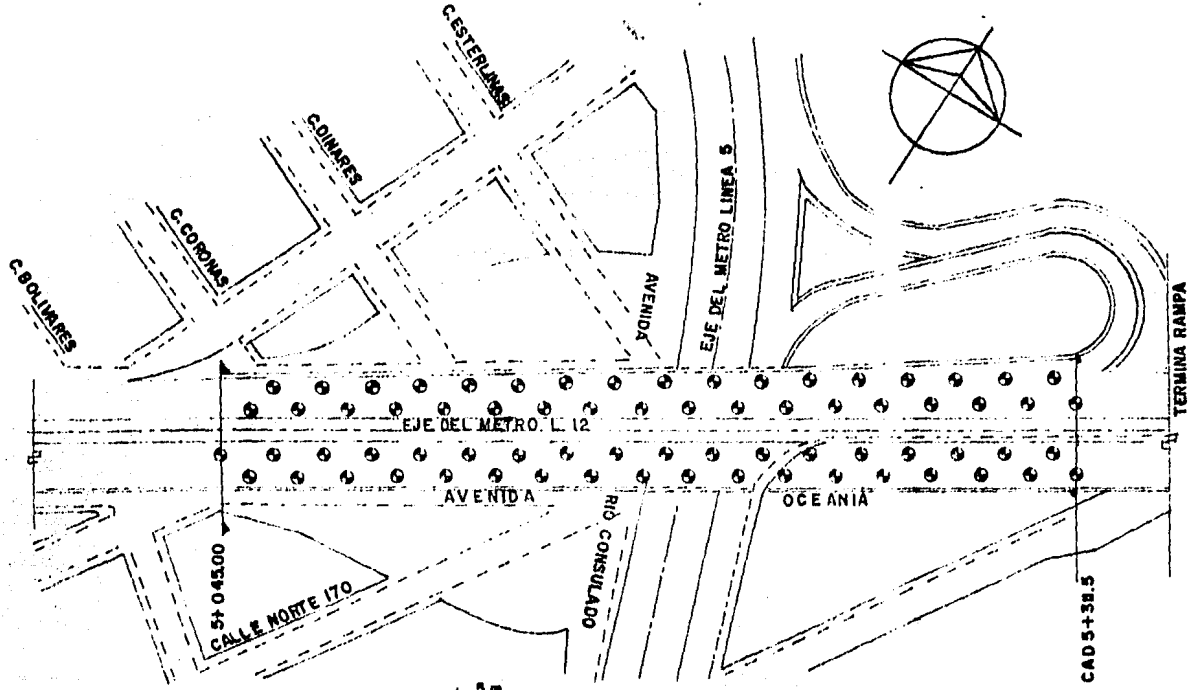 C. ESTERLINAS
C. DINARES
C. CORONAS
C. BOLIVARES
AVENIDA
EJE DEL METRO LINEA 5
TERMINA RAMPA
EJE DEL METRO. L. 12
AVENIDA
OCEANIA
RIO CONSULADO
5+045.00
CALLE NORTE 170
CAD 5+38.5
5 m